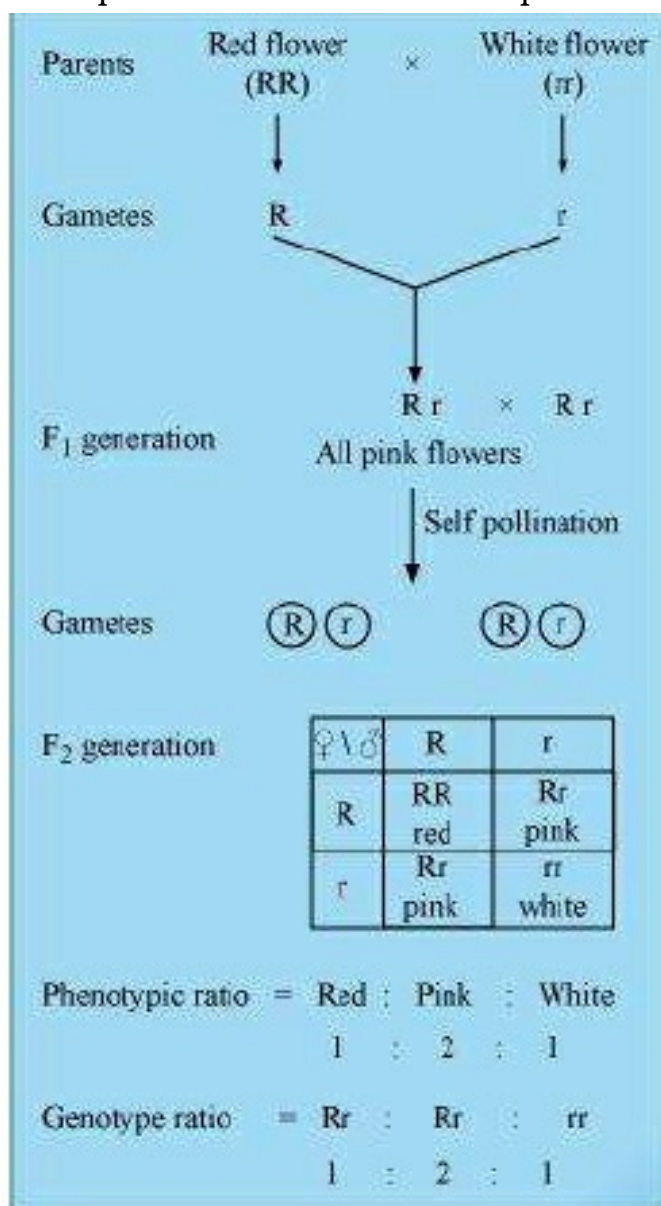 Parents Red flower × White flower
(RR) (rr)
Gametes R r
R r × R r
F₁ generation All pink flowers
Self pollination
Gametes R r R r
F₂ generation ♀\♂ R r
R RR Rr
red pink
r Rr rr
pink white
Phenotypic ratio = Red : Pink : White
1 : 2 : 1
Genotype ratio = Rr : Rr : rr
1 : 2 : 1